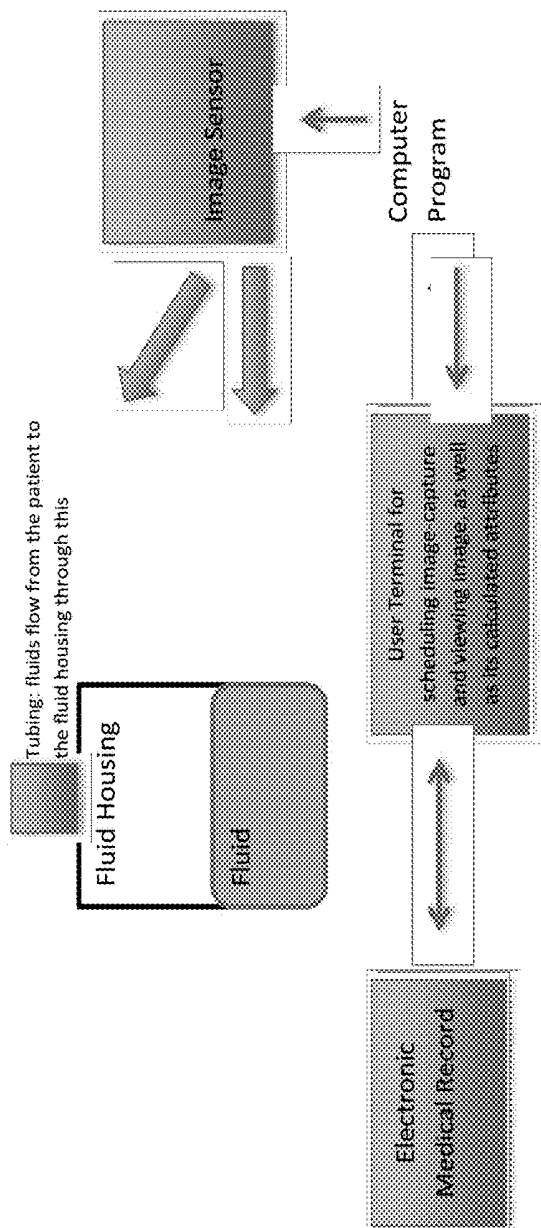 Tubing: fluids flow from the patient to
the fluid housing through this
Fluid Housing
Fluid
Image Sensor
Computer
Program
User Terminal for
scheduling image capture
and viewing image, as well
as its calculated attributes
Electronic
Medical Record